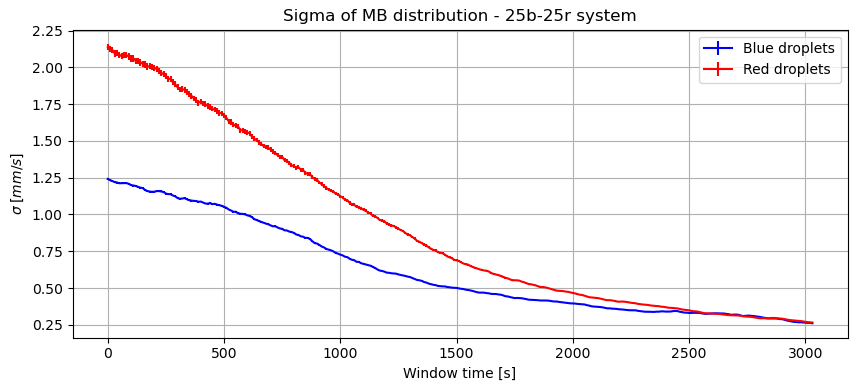 Sigma of MB distribution - 25b-25r system
2.25
2.00
1.75
1.50
1.25
1.00
0.75
0.50
0.25
σ [mm/s]
Blue droplets
Red droplets
0 500 1000 1500 2000 2500 3000
Window time [s]